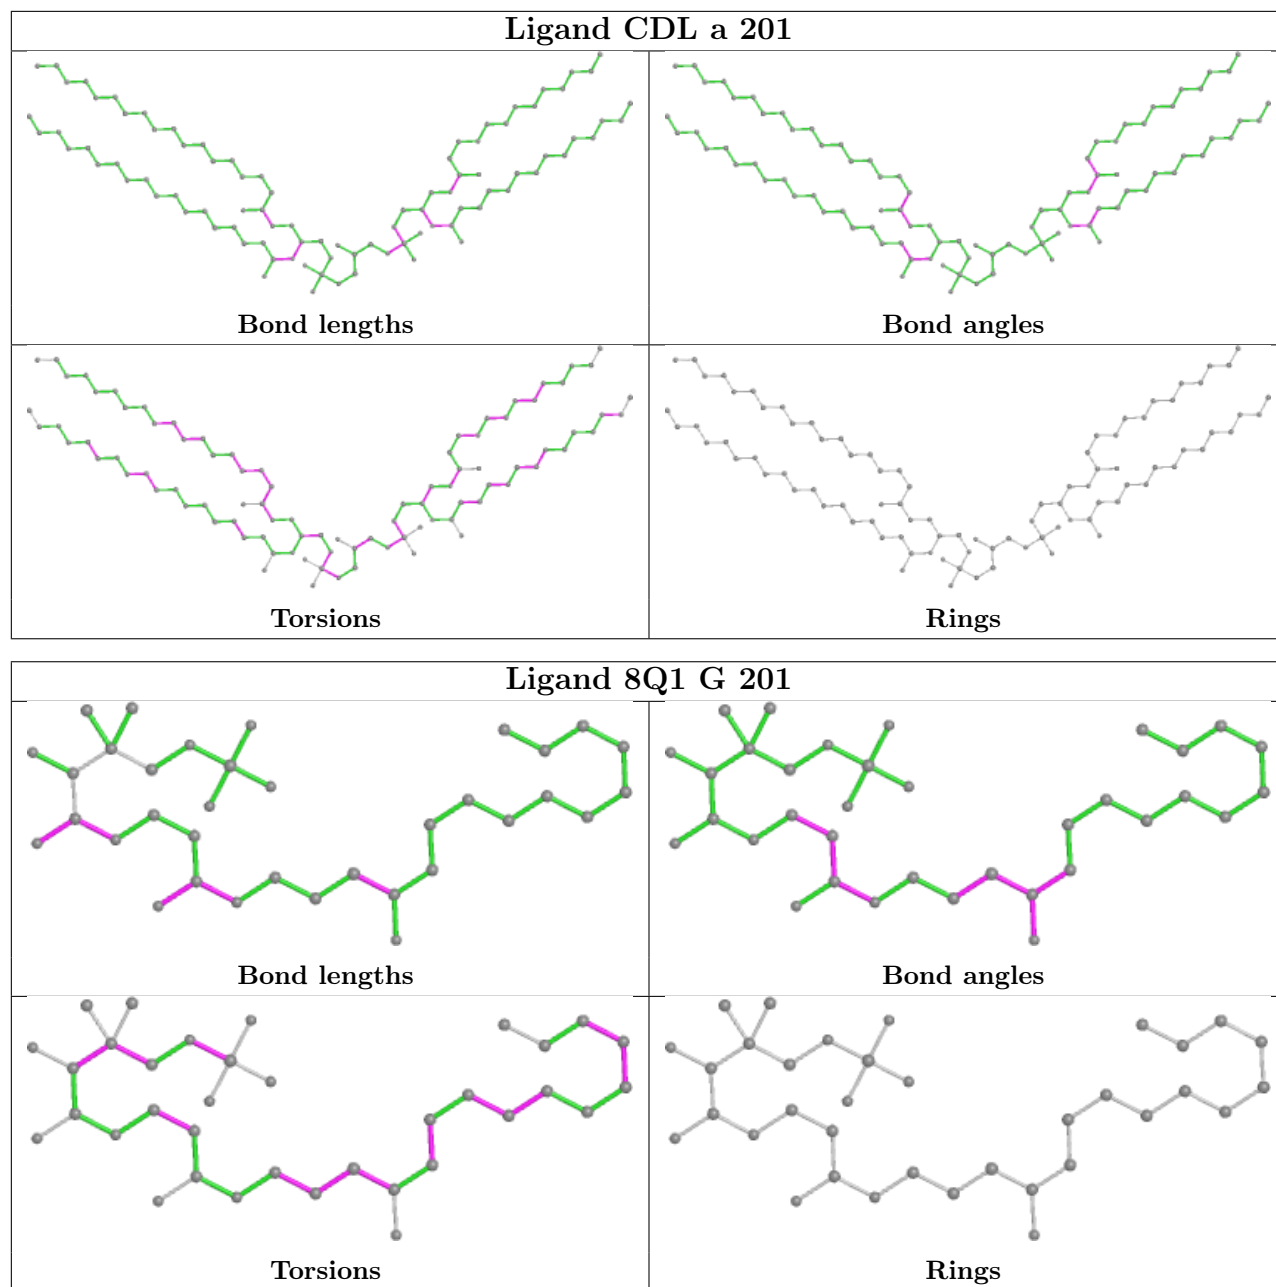 Ligand CDL a 201
Bond lengths
Bond angles
Torsions
Rings
Ligand 8Q1 G 201
Bond lengths
Bond angles
Torsions
Rings